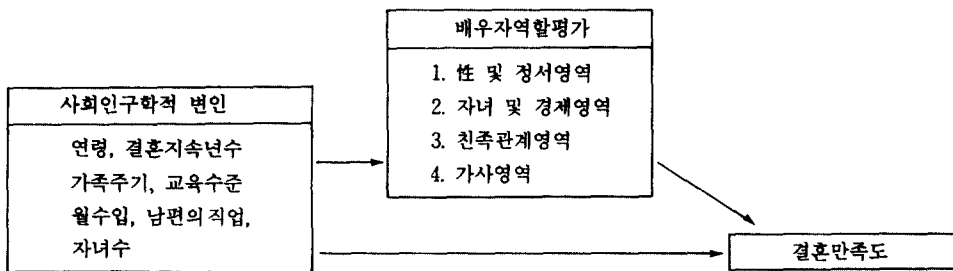 배우자역할평가
1. 性 및 정서영역
2. 자녀 및 경제영역
3. 친족관계영역
4. 가사영역
사회인구학적 변인
연령, 결혼지속년수
가족주기, 교육수준
월수입, 남편의직업,
자녀수
결혼만족도